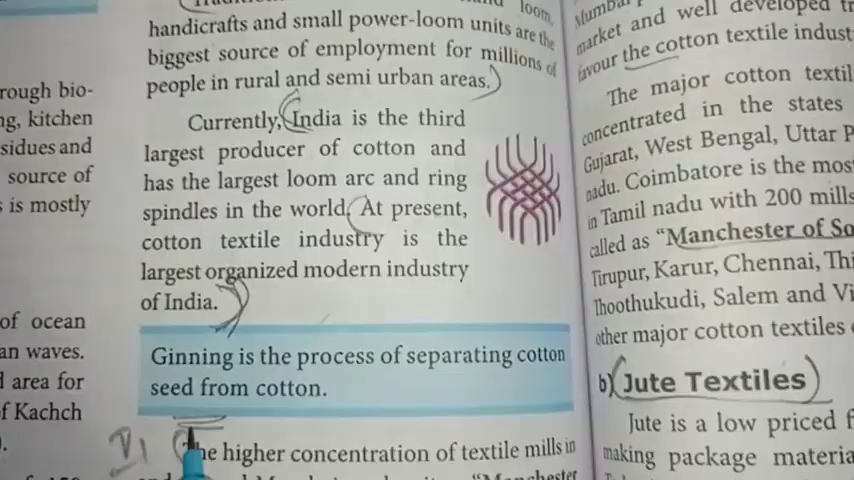 rough bio-
ng, kitchen
sidues and
source of
s is mostly
of ocean
an waves.
d area for
f Kachch
loom,
handicrafts and small power-loom units are the
biggest source of employment for millions of
people in rural and semi urban areas.
Currently, India is the third
largest producer of cotton and
has the largest loom arc and ring
spindles in the world. At present,
cotton textile industry is the
largest organized modern industry
of India.
Ginning is the process of separating cotton
seed from cotton.
The higher concentration of textile mills in
"Manchester
Mumbai
market and well developed tr
favour the cotton textile indust
The major cotton textil
concentrated in the states
Gujarat, West Bengal, Uttar P
nadu. Coimbatore is the mos
in Tamil nadu with 200 mills
called as "Manchester of So
Tirupur, Karur, Chennai, Thi
Thoothukudi, Salem and Vi
other major cotton textiles
b) Jute Textiles
Jute is a low priced f
making package materia